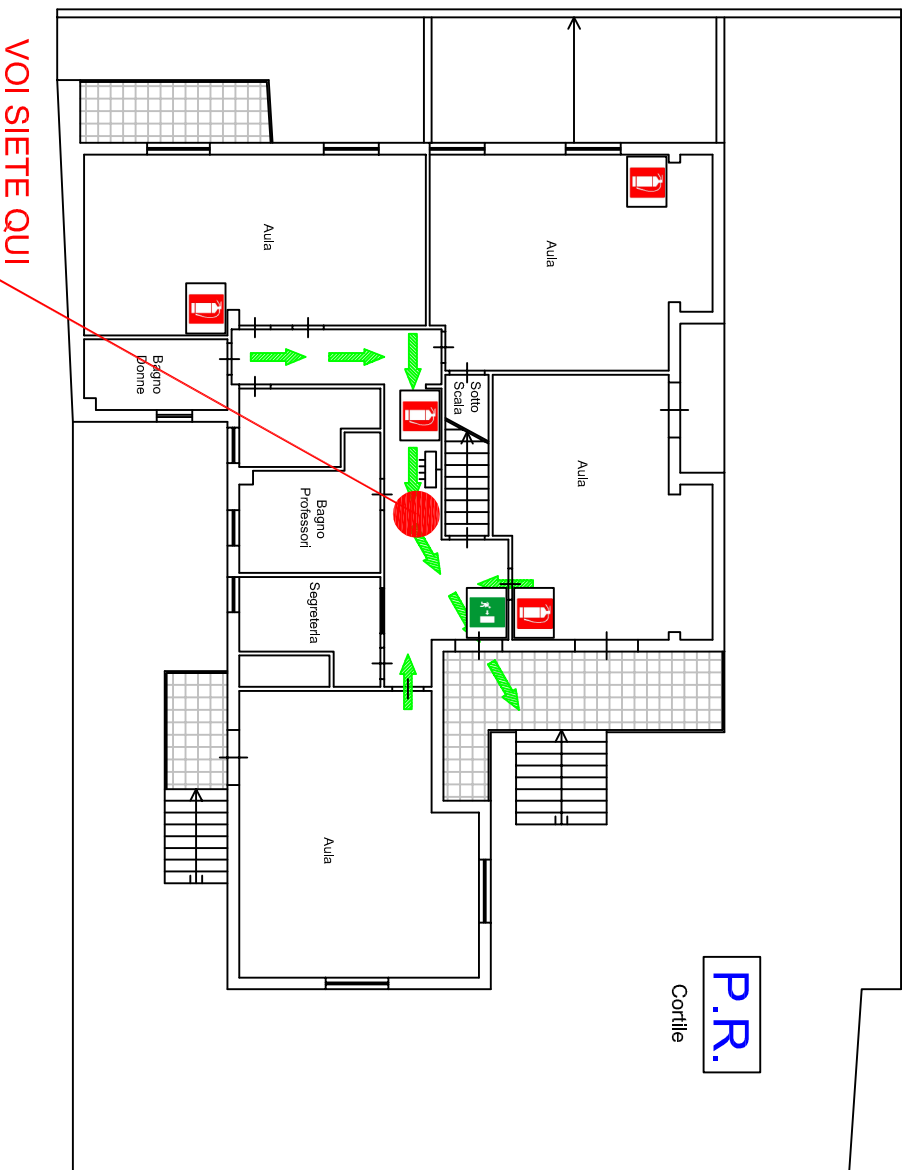 VOI SIETE QUI
Aula
Aula
Bagno
Donne
Sotto
Scala
Aula
Bagno
Professori
Segreteria
Aula
P.R.
Cortile